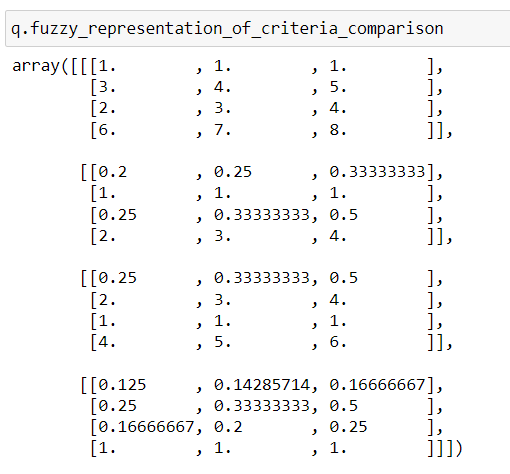 q.fuzzy_representation_of_criteria_comparison
array([[[1.        , 1.        , 1.        ],
        [3.        , 4.        , 5.        ],
        [2.        , 3.        , 4.        ],
        [6.        , 7.        , 8.        ]],

       [[0.2       , 0.25      , 0.33333333],
        [1.        , 1.        , 1.        ],
        [0.25      , 0.33333333, 0.5       ],
        [2.        , 3.        , 4.        ]],

       [[0.25      , 0.33333333, 0.5       ],
        [2.        , 3.        , 4.        ],
        [1.        , 1.        , 1.        ],
        [4.        , 5.        , 6.        ]],

       [[0.125     , 0.14285714, 0.16666667],
        [0.25      , 0.33333333, 0.5       ],
        [0.16666667, 0.2       , 0.25      ],
        [1.        , 1.        , 1.        ]]])